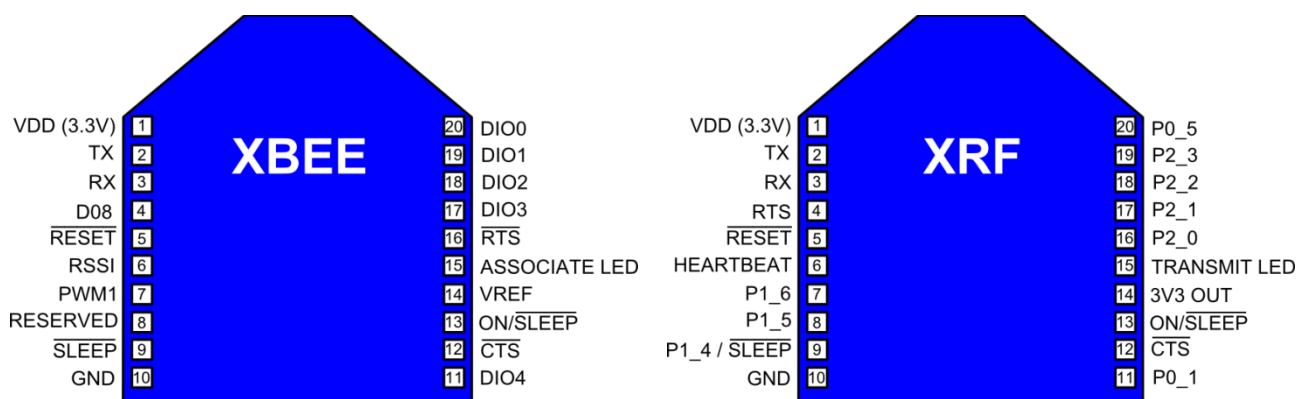 XBEE
VDD (3.3V) 1 20 DIO0
TX 2 19 DIO1
RX 3 18 DIO2
D08 4 17 DIO3
RESET 5 16 RTS
RSSI 6 15 ASSOCIATE LED
PWM1 7 14 VREF
RESERVED 8 13 ON/SLEEP
SLEEP 9 12 CTS
GND 10 11 DIO4
XRF
VDD (3.3V) 1 20 P0_5
TX 2 19 P2_3
RX 3 18 P2_2
RTS 4 17 P2_1
RESET 5 16 P2_0
HEARTBEAT 6 15 TRANSMIT LED
P1_6 7 14 3V3 OUT
P1_5 8 13 ON/SLEEP
P1_4 / SLEEP 9 12 CTS
GND 10 11 P0_1